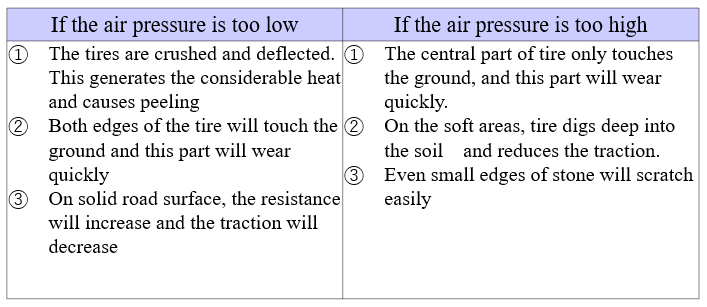 If the air pressure is too low
① The tires are crushed and deflected.
This generates the considerable heat
and causes peeling
② Both edges of the tire will touch the
ground and this part will wear
quickly
③ On solid road surface, the resistance
will increase and the traction will
decrease
If the air pressure is too high
① The central part of tire only touches
the ground, and this part will wear
quickly.
② On the soft areas, tire digs deep into
the soil and reduces the traction.
③ Even small edges of stone will scratch
easily